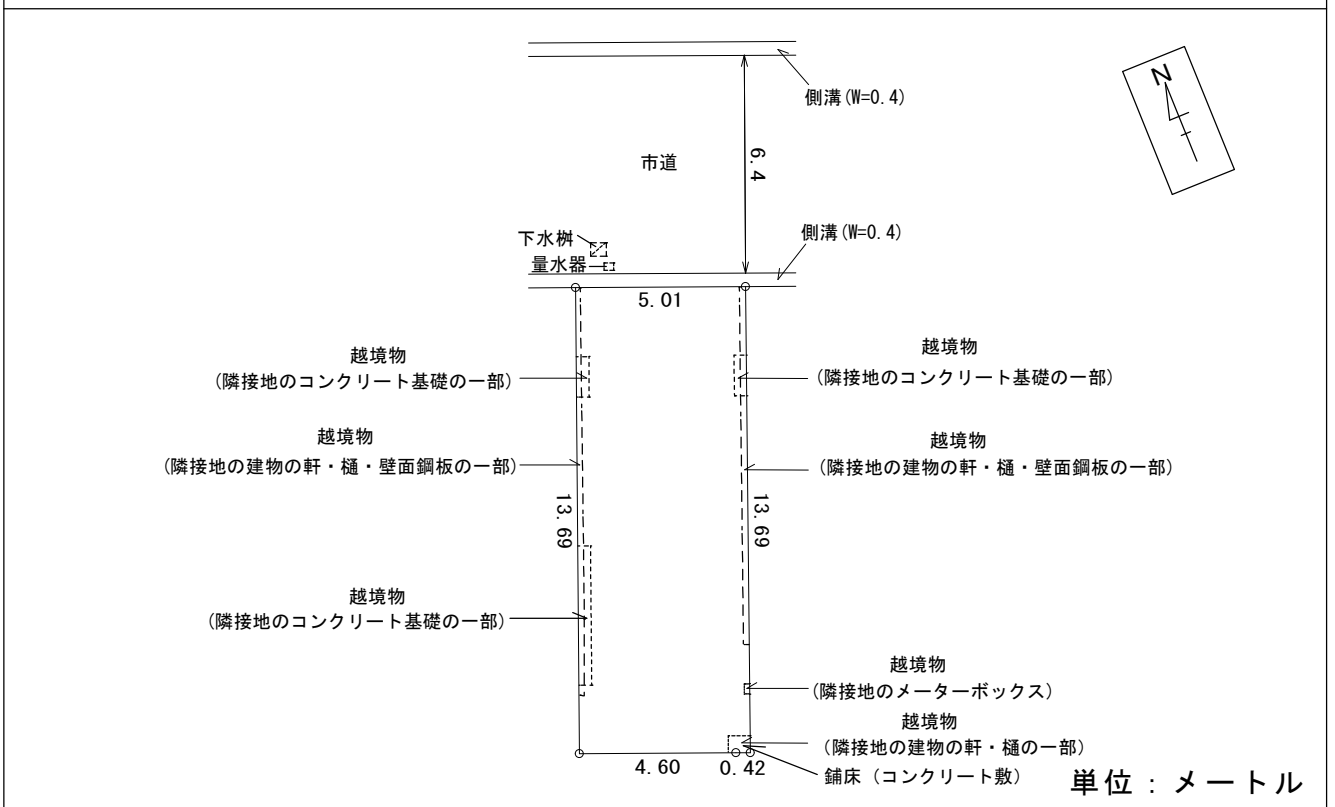 N
側溝(W=0.4)
市道
6.4
側溝(W=0.4)
下水桝
量水器
5.01
越境物
(隣接地のコンクリート基礎の一部)
越境物
(隣接地のコンクリート基礎の一部)
越境物
(隣接地の建物の軒・樋・壁面鋼板の一部)
越境物
(隣接地の建物の軒・樋・壁面鋼板の一部)
13.69
13.69
越境物
(隣接地のコンクリート基礎の一部)
越境物
(隣接地のメーターボックス)
越境物
(隣接地の建物の軒・樋の一部)
4.60
0.42
鋪床（コンクリート敷）
単位：メートル